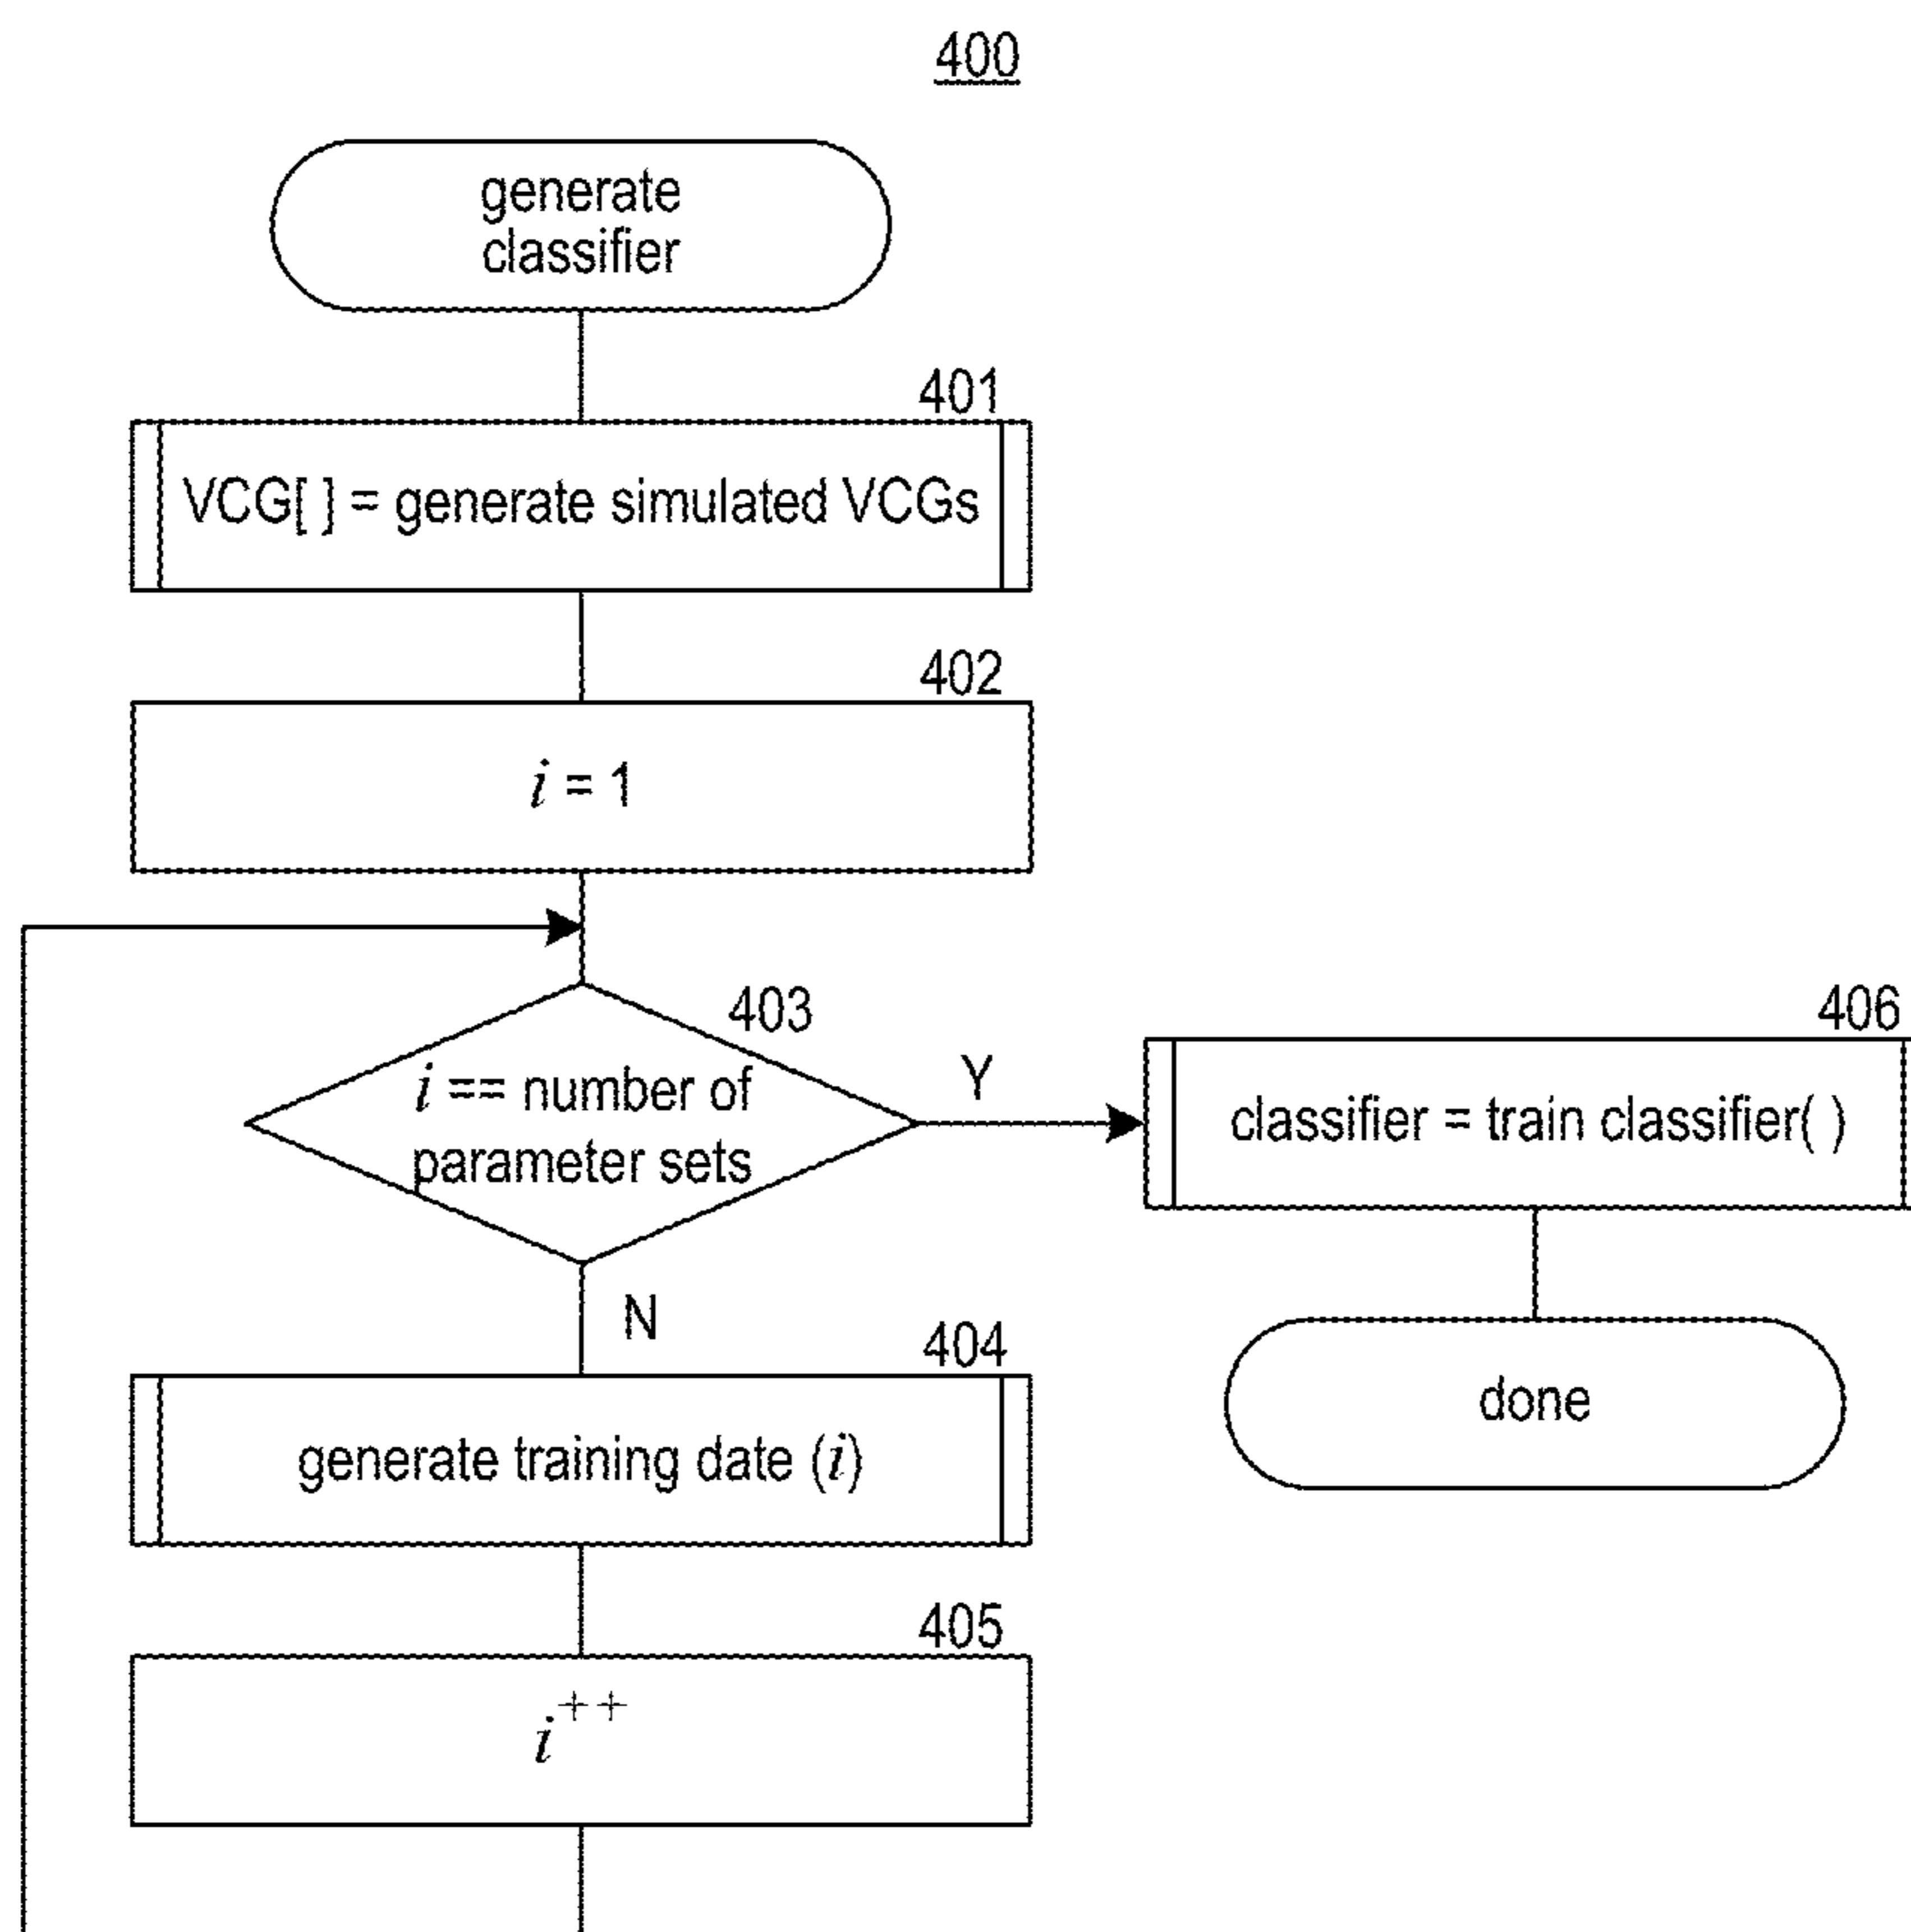 400
generate
classifier
401
VCG[ ] = generate simulated VCGs
402
i = 1
403
i == number of
parameter sets
Y
N
404
generate training date (i)
405
i++
406
classifier = train classifier( )
done